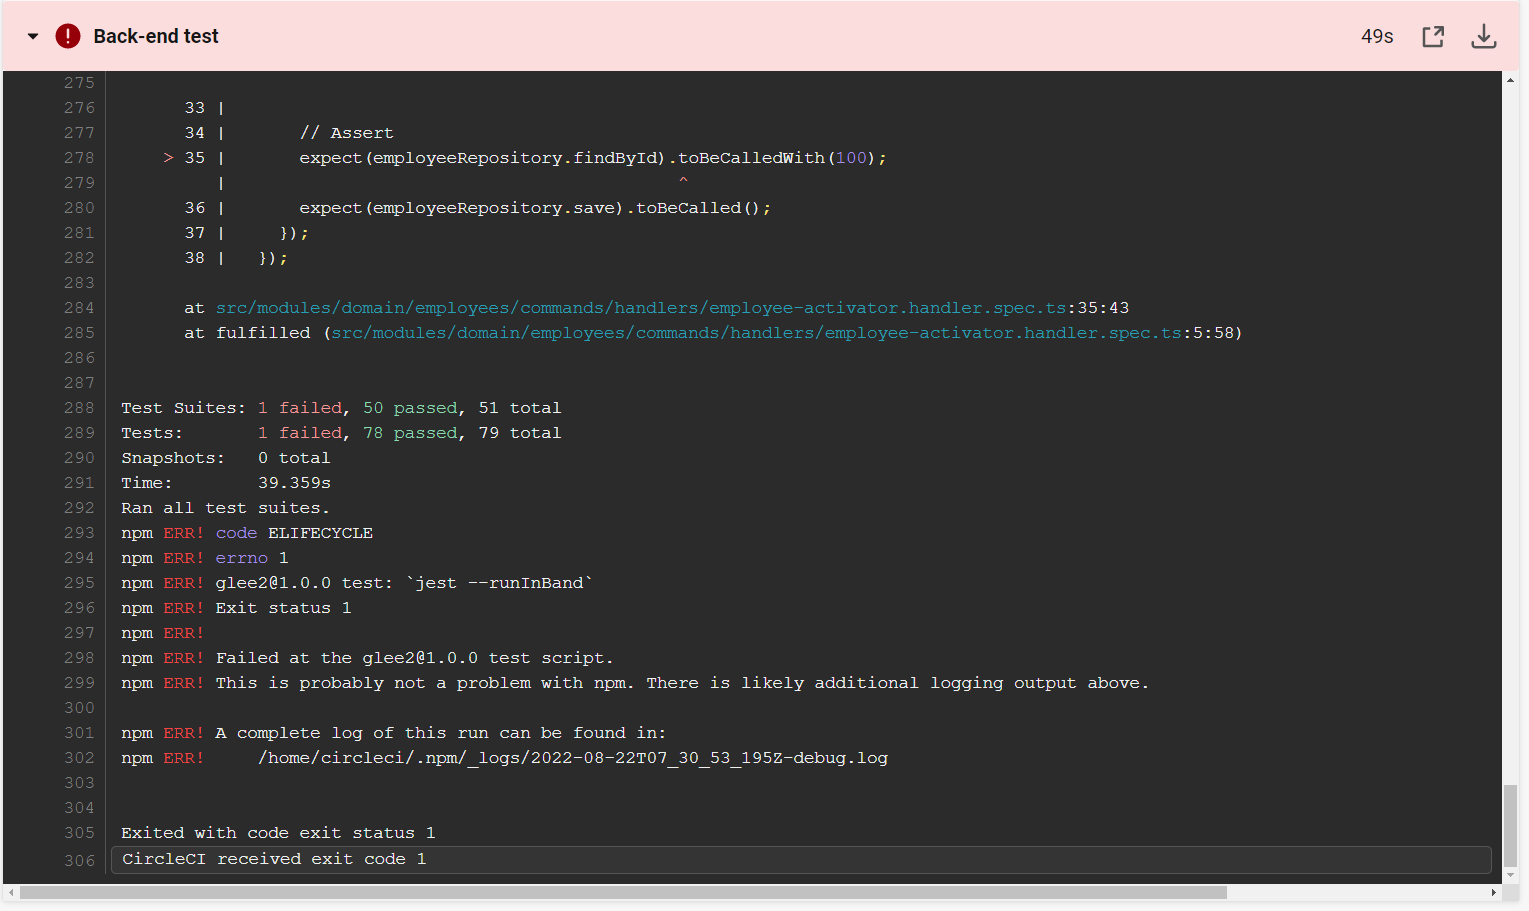 Back-end test 49s
275
276 33 |
277 34 | // Assert
278 > 35 | expect(employeeRepository.findById).toBeCalledWith(100);
279 | ^
280 36 | expect(employeeRepository.save).toBeCalled();
281 37 | });
282 38 | });
283
284 at src/modules/domain/employees/commands/handlers/employee-activator.handler.spec.ts:35:43
285 at fulfilled (src/modules/domain/employees/commands/handlers/employee-activator.handler.spec.ts:5:58)
286
287
288 Test Suites: 1 failed, 50 passed, 51 total
289 Tests: 1 failed, 78 passed, 79 total
290 Snapshots: 0 total
291 Time: 39.359s
292 Ran all test suites.
293 npm ERR! code ELIFECYCLE
294 npm ERR! errno 1
295 npm ERR! glee2@1.0.0 test: `jest --runInBand`
296 npm ERR! Exit status 1
297 npm ERR!
298 npm ERR! Failed at the glee2@1.0.0 test script.
299 npm ERR! This is probably not a problem with npm. There is likely additional logging output above.
300
301 npm ERR! A complete log of this run can be found in:
302 npm ERR! /home/circleci/.npm/_logs/2022-08-22T07_30_53_195Z-debug.log
303
304
305 Exited with code exit status 1
306 CircleCI received exit code 1